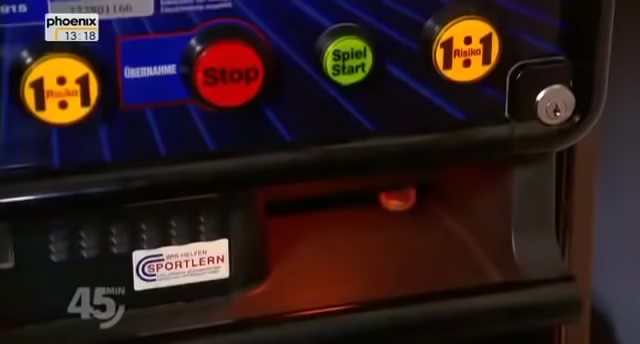 phoenix
13:18
1:1
Risiko
ÜBERNAHME
Stop
Spiel
Start
1:1
Risiko
WIR HELFEN
SPORTLERN
45 MIN